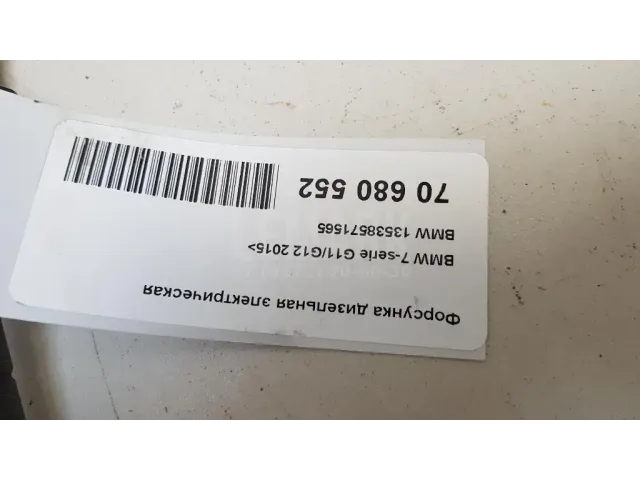 Форсунка дизельная электрическая
BMW 7-serie G11/G12 2015>
BMW 13538571565
70 680 552